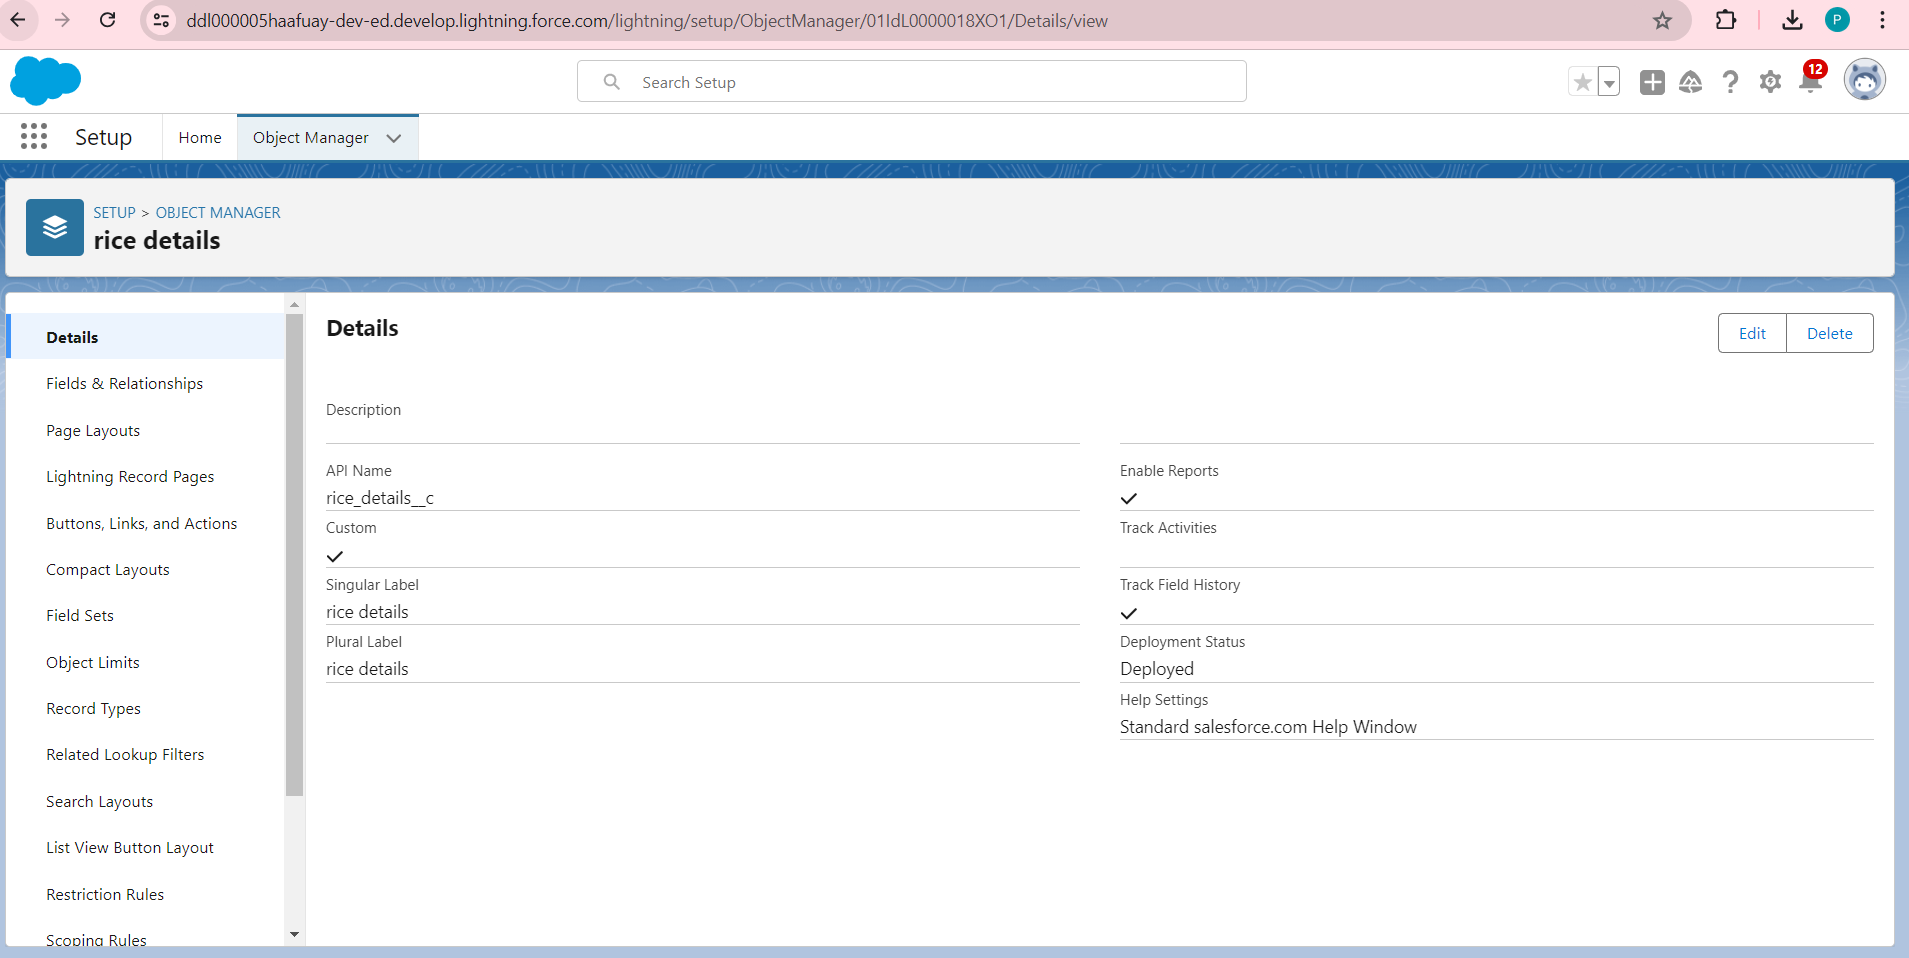 ddl000005haafuay-dev-ed.develop.lightning.force.com/lightning/setup/ObjectManager/01IdL0000018XO1/Details/view
P
Search Setup
12
Setup
Home
Object Manager
SETUP > OBJECT MANAGER
rice details
Details
Fields & Relationships
Page Layouts
Lightning Record Pages
Buttons, Links, and Actions
Compact Layouts
Field Sets
Object Limits
Record Types
Related Lookup Filters
Search Layouts
List View Button Layout
Restriction Rules
Scoping Rules
Details
Edit
Delete
Description
API Name
rice_details__c
Custom
Singular Label
rice details
Plural Label
rice details
Enable Reports
Track Activities
Track Field History
Deployment Status
Deployed
Help Settings
Standard salesforce.com Help Window